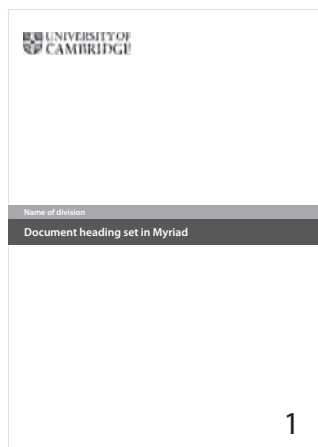 UNIVERSITY OF
CAMBRIDGE
Name of division
Document heading set in Myriad
1